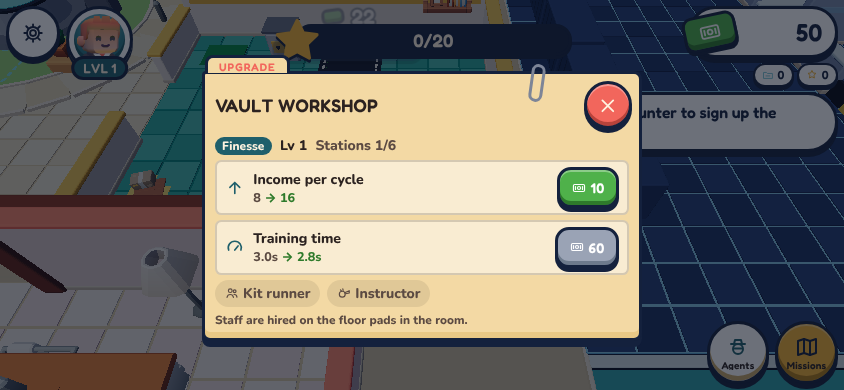 22
0/20
50
LVL 1
UPGRADE
0
0
VAULT WORKSHOP
unter to sign up the
Finesse Lv 1 Stations 1/6
Income per cycle
8 → 16
10
Training time
3.0s → 2.8s
60
Kit runner
Instructor
Staff are hired on the floor pads in the room.
Agents
Missions